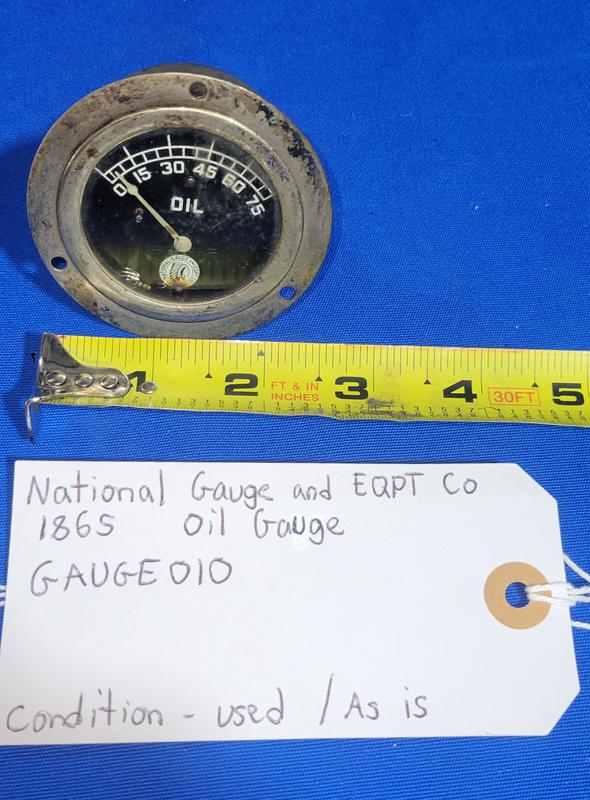 0 15 30 45 60 75
OIL
1 2 3 4 5
FT & IN
INCHES
30FT
National Gauge and EQPT Co
1865 Oil Gauge
GAUGE010
Condition - used / As is